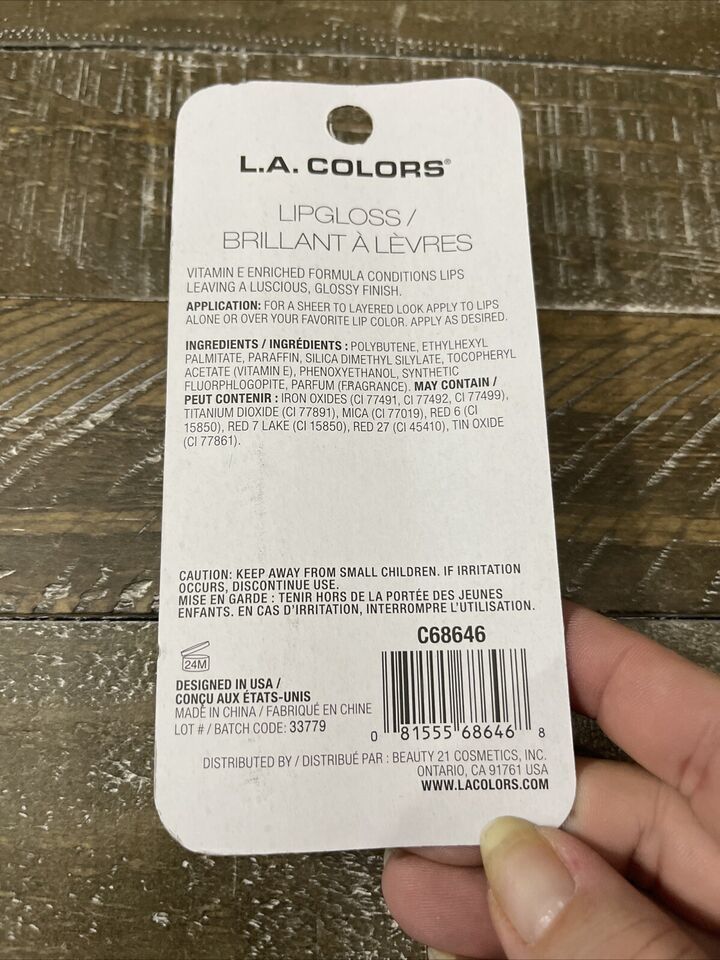 L.A. COLORS®
LIPGLOSS /
BRILLANT À LÈVRES
VITAMIN E ENRICHED FORMULA CONDITIONS LIPS
LEAVING A LUSCIOUS, GLOSSY FINISH.
APPLICATION: FOR A SHEER TO LAYERED LOOK APPLY TO LIPS
ALONE OR OVER YOUR FAVORITE LIP COLOR. APPLY AS DESIRED.
INGREDIENTS / INGRÉDIENTS : POLYBUTENE, ETHYLHEXYL
PALMITATE, PARAFFIN, SILICA DIMETHYL SILYLATE, TOCOPHERYL
ACETATE (VITAMIN E), PHENOXYETHANOL, SYNTHETIC
FLUORPHLOGOPITE, PARFUM (FRAGRANCE). MAY CONTAIN /
PEUT CONTENIR : IRON OXIDES (CI 77491, CI 77492, CI 77499),
TITANIUM DIOXIDE (CI 77891), MICA (CI 77019), RED 6 (CI
15850), RED 7 LAKE (CI 15850), RED 27 (CI 45410), TIN OXIDE
(CI 77861).
CAUTION: KEEP AWAY FROM SMALL CHILDREN. IF IRRITATION
OCCURS, DISCONTINUE USE.
MISE EN GARDE : TENIR HORS DE LA PORTÉE DES JEUNES
ENFANTS. EN CAS D'IRRITATION, INTERROMPRE L'UTILISATION.
C68646
24M
DESIGNED IN USA /
CONÇU AUX ÉTATS-UNIS
MADE IN CHINA / FABRIQUÉ EN CHINE
LOT # / BATCH CODE: 33779
0 81555 68646 8
DISTRIBUTED BY / DISTRIBUÉ PAR : BEAUTY 21 COSMETICS, INC.
ONTARIO, CA 91761 USA
WWW.LACOLORS.COM